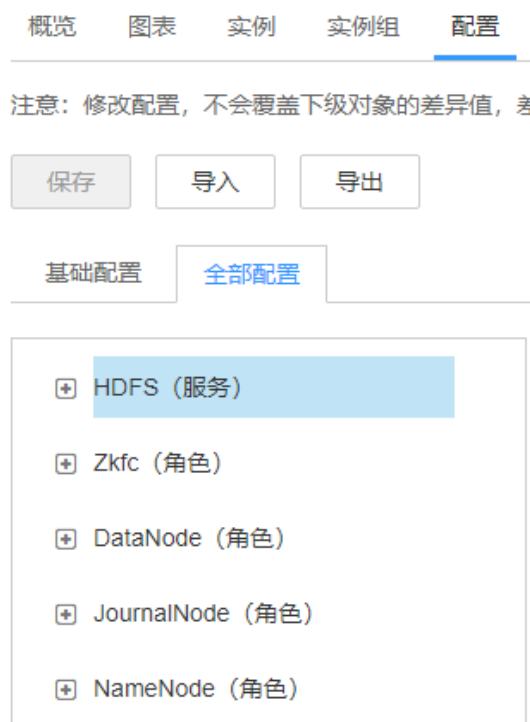 概览 图表 实例 实例组 配置
注意：修改配置，不会覆盖下级对象的差异值，
保存 导入 导出
基础配置 全部配置
HDFS（服务）
Zkfc（角色）
DataNode（角色）
JournalNode（角色）
NameNode（角色）